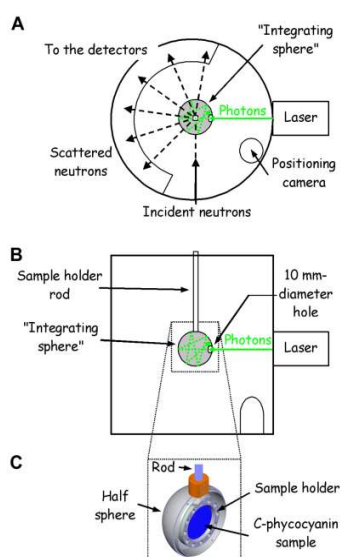 A
"Integrating
sphere"
To the detectors
Photons
Laser
Scattered
neutrons
Positioning
camera
Incident neutrons
B
Sample holder
rod
10 mm-
diameter
hole
"Integrating
sphere"
Photons
Laser
C
Rod
Half
sphere
Sample holder
C-phycocyanin
sample